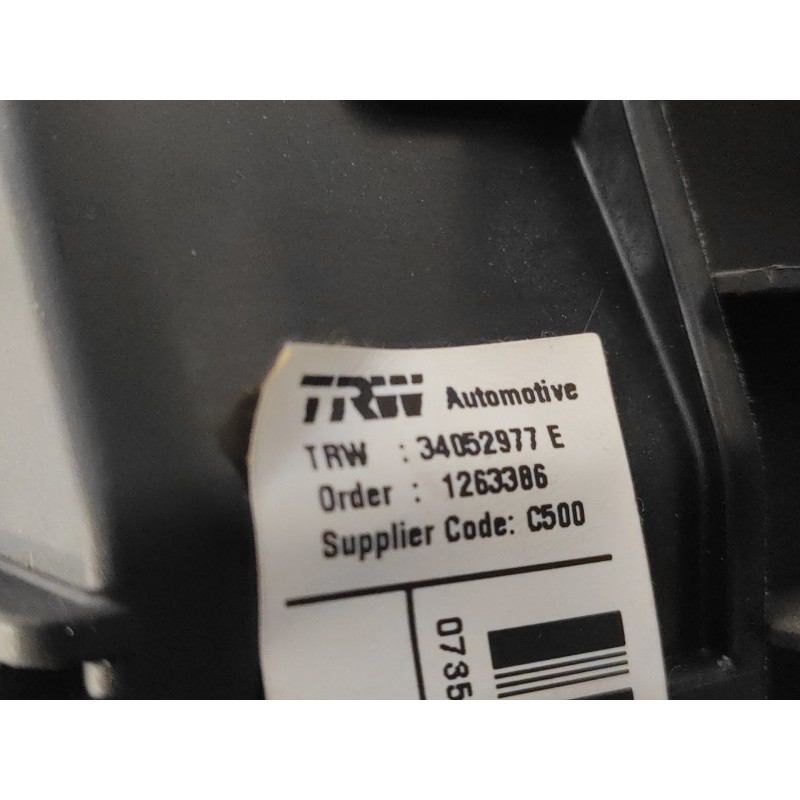 TRW Automotive
TRW : 34052977 E
Order : 1263386
Supplier Code: C500
0735